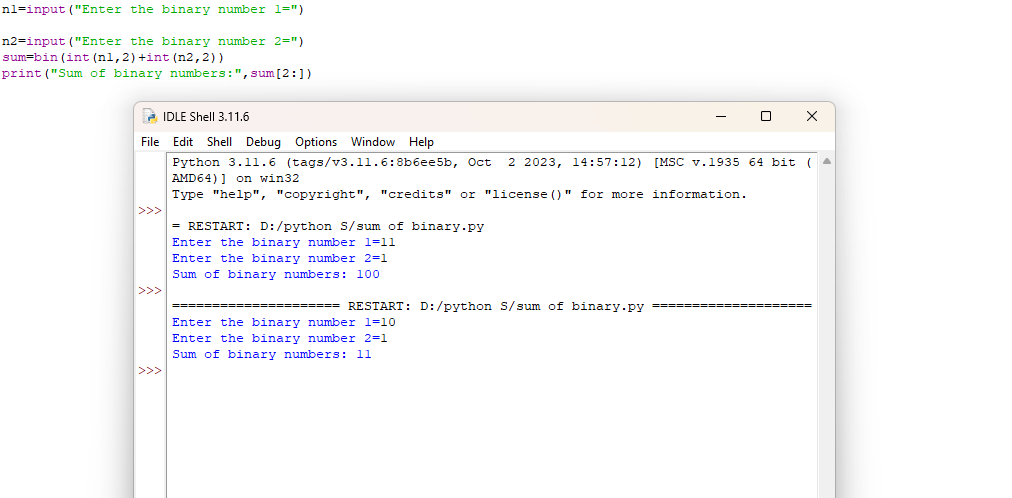 n1=input("Enter the binary number 1=")
n2=input("Enter the binary number 2=")
sum=bin(int(n1,2)+int(n2,2))
print("Sum of binary numbers:",sum[2:])
IDLE Shell 3.11.6
File Edit Shell Debug Options Window Help
Python 3.11.6 (tags/v3.11.6:8b6ee5b, Oct  2 2023, 14:57:12) [MSC v.1935 64 bit (
AMD64)] on win32
Type "help", "copyright", "credits" or "license()" for more information.
>>>
= RESTART: D:/python S/sum of binary.py
Enter the binary number 1=11
Enter the binary number 2=1
Sum of binary numbers: 100
>>>
===================== RESTART: D:/python S/sum of binary.py ====================
Enter the binary number 1=10
Enter the binary number 2=1
Sum of binary numbers: 11
>>>